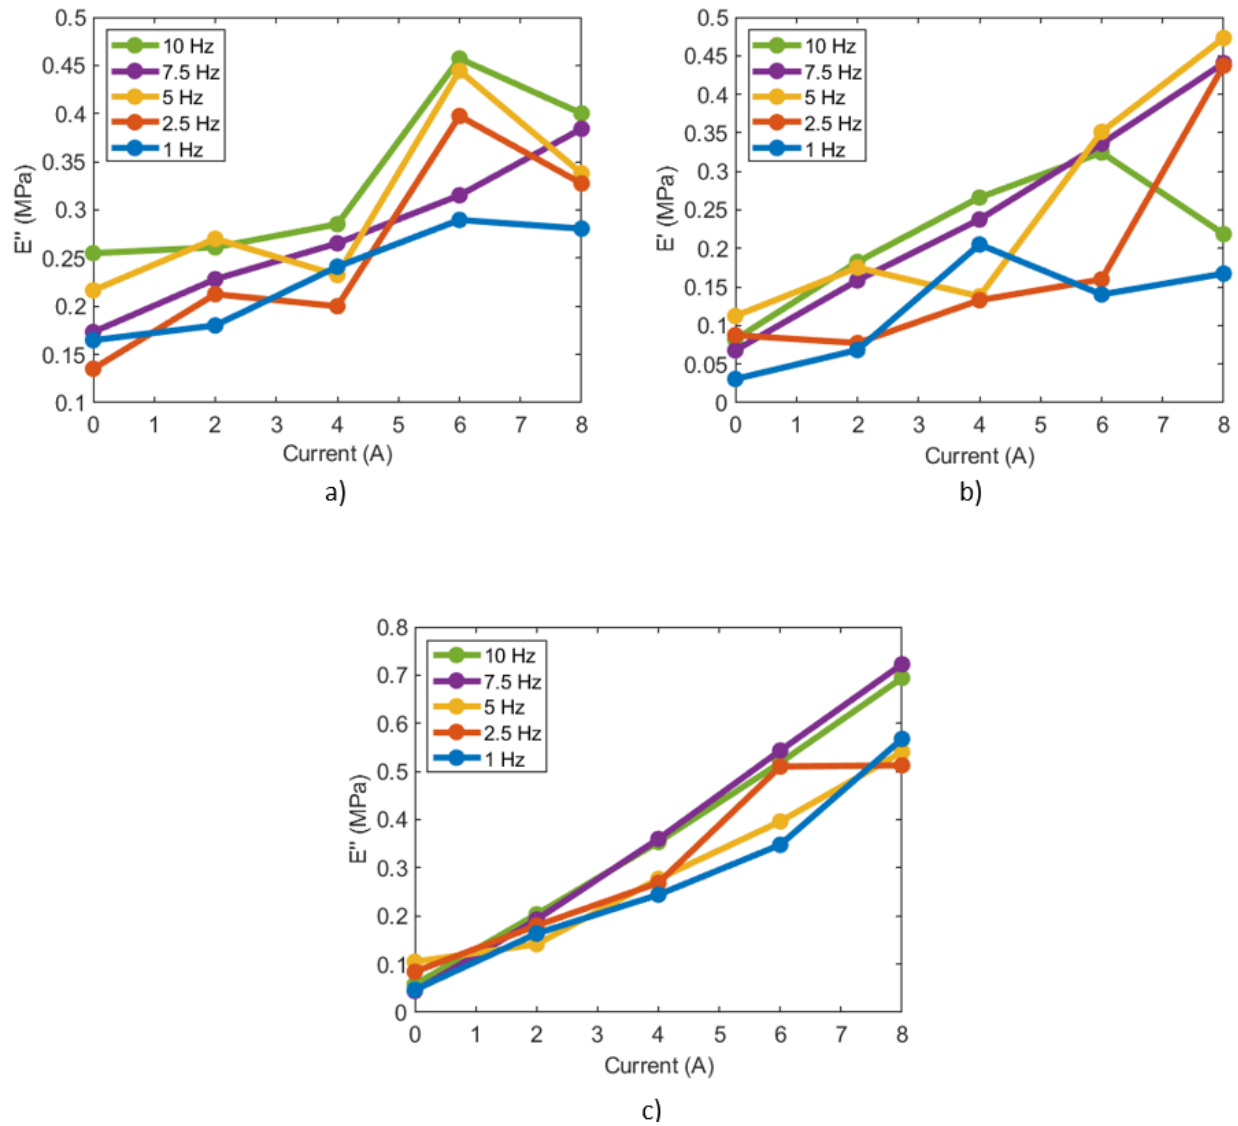 0.5
0.45
0.4
0.35
0.3
0.25
0.2
0.15
0.1
E'' (MPa)
10 Hz
7.5 Hz
5 Hz
2.5 Hz
1 Hz
0 1 2 3 4 5 6 7 8
Current (A)
a)
0.5
0.45
0.4
0.35
0.3
0.25
0.2
0.15
0.1
0.05
0
E' (MPa)
10 Hz
7.5 Hz
5 Hz
2.5 Hz
1 Hz
0 1 2 3 4 5 6 7 8
Current (A)
b)
0.8
0.7
0.6
0.5
0.4
0.3
0.2
0.1
0
E'' (MPa)
10 Hz
7.5 Hz
5 Hz
2.5 Hz
1 Hz
0 1 2 3 4 5 6 7 8
Current (A)
c)